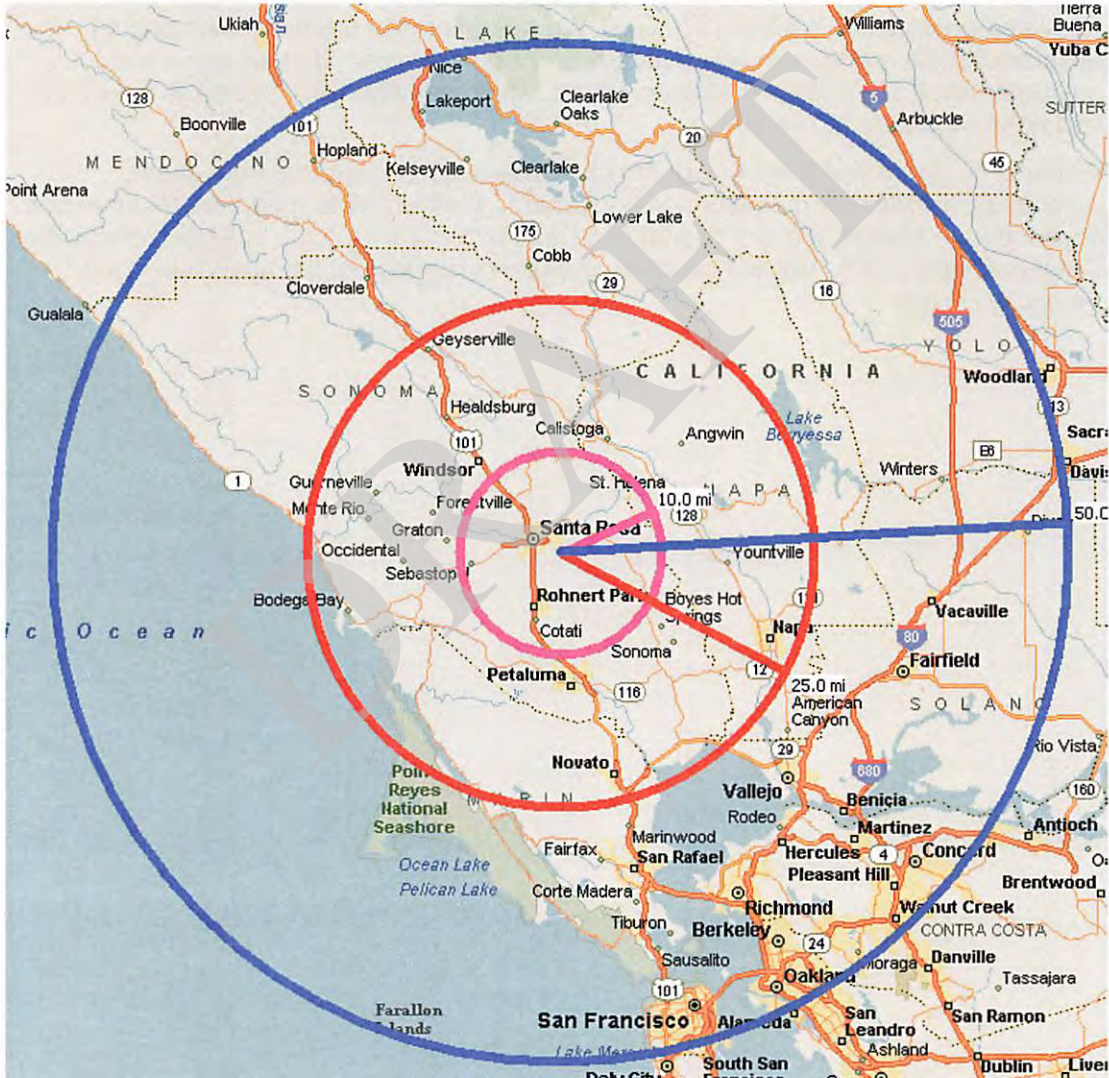 Ukiah
LAKE
Williams
Tierra
Buena
Yuba C
Nice
128
Lakeport
Clearlake
Oaks
5
SUTTER
Boonville
101
20
Arbuckle
MENDOCINO
Hopland
Kelseyville
Clearlake
45
Point Arena
Lower Lake
175
Cobb
29
16
Cloverdale
Gualala
505
Geyserville
YOLO
CALIFORNIA
Woodland
SONOMA
113
Healdsburg
Lake
Berryessa
101
Calistoga
Angwin
Sacra
E6
Davis
Windsor
Winters
1
Guerneville
St. Helena
NAPA
Monte Rio
Forestville
10.0 mi
128
50.0
Graton
Santa Rosa
Occidental
Yountville
Sebastopol
Bodega Bay
Rohnert Park
Boyes Hot
Springs
Vacaville
ic Ocean
Cotati
Napa
80
Sonoma
12
Fairfield
Petaluma
116
25.0 mi
American
Canyon
SOLANO
29
Rio Vista
Novato
680
Point
Reyes
National
Seashore
MARIN
Vallejo
Benicia
160
Rodeo
Martinez
Antioch
Marinwood
Fairfax
San Rafael
Hercules
4
Concord
Ocean Lake
Pelican Lake
Pleasant Hill
Brentwood
Corte Madera
Richmond
Walnut Creek
Tiburon
Berkeley
24
CONTRA COSTA
Sausalito
Moraga
Danville
101
Oakland
Tassajara
Farallon
Islands
San Francisco
Alameda
San
Leandro
San Ramon
Ashland
South San
Dublin
Liver
Daly City
DRAFT